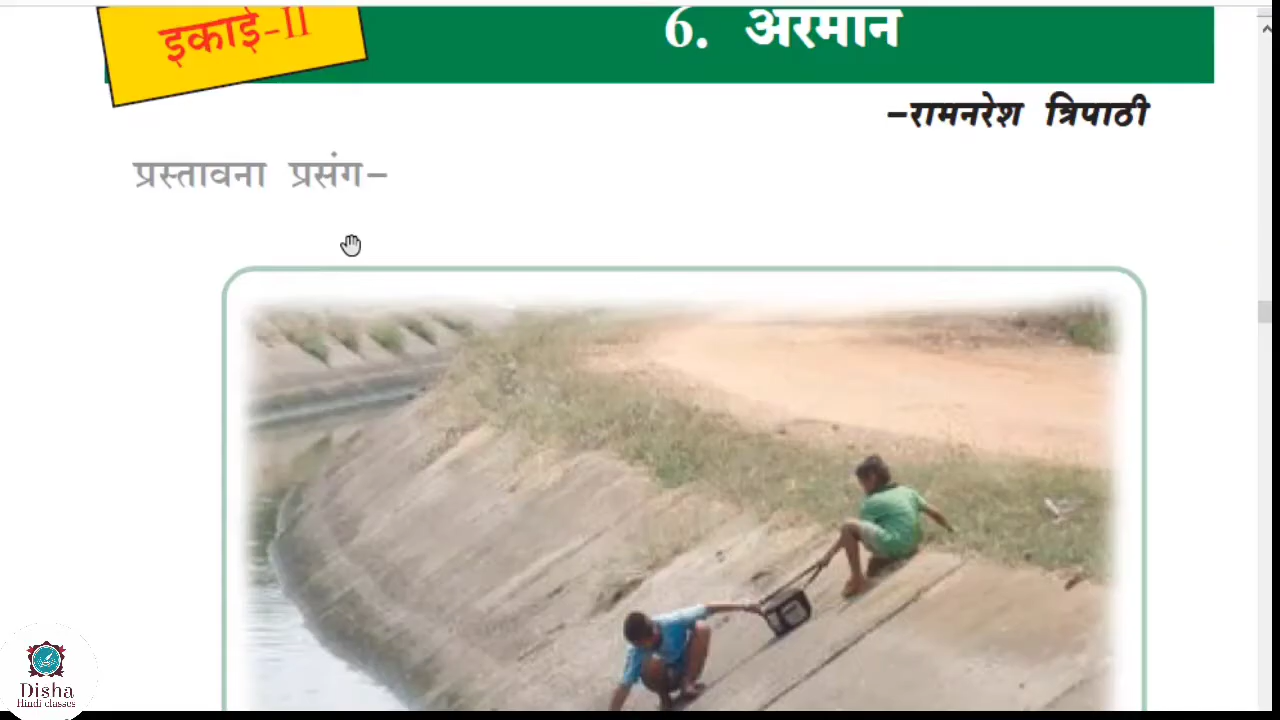 इकाई-II
6. अरमान
-रामनरेश त्रिपाठी
प्रस्तावना प्रसंग-
Disha
Hindi classes